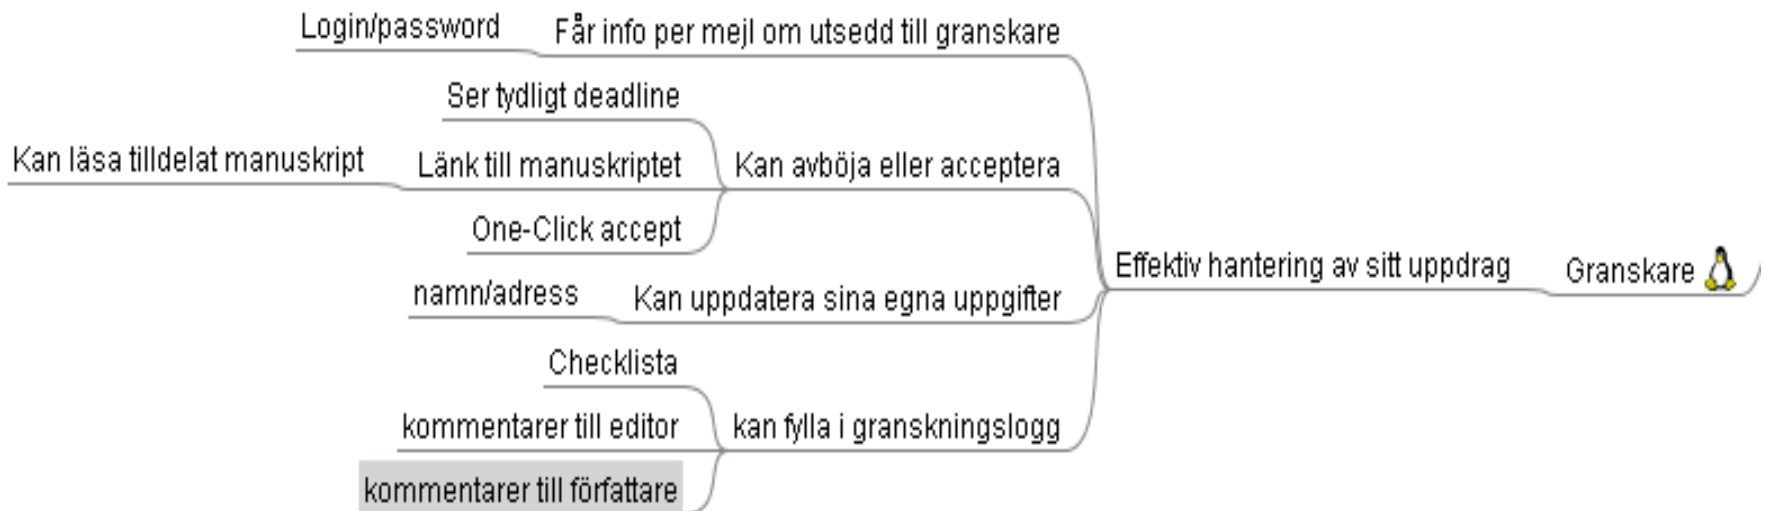 Login/password
Får info per mejl om utsedd till granskare
Ser tydligt deadline
Kan läsa tilldelat manuskript
Länk till manuskriptet
Kan avböja eller acceptera
One-Click accept
Effektiv hantering av sitt uppdrag
Granskare
namn/adress
Kan uppdatera sina egna uppgifter
Checklista
kommentarer till editor
kan fylla i granskningslogg
kommentarer till författare